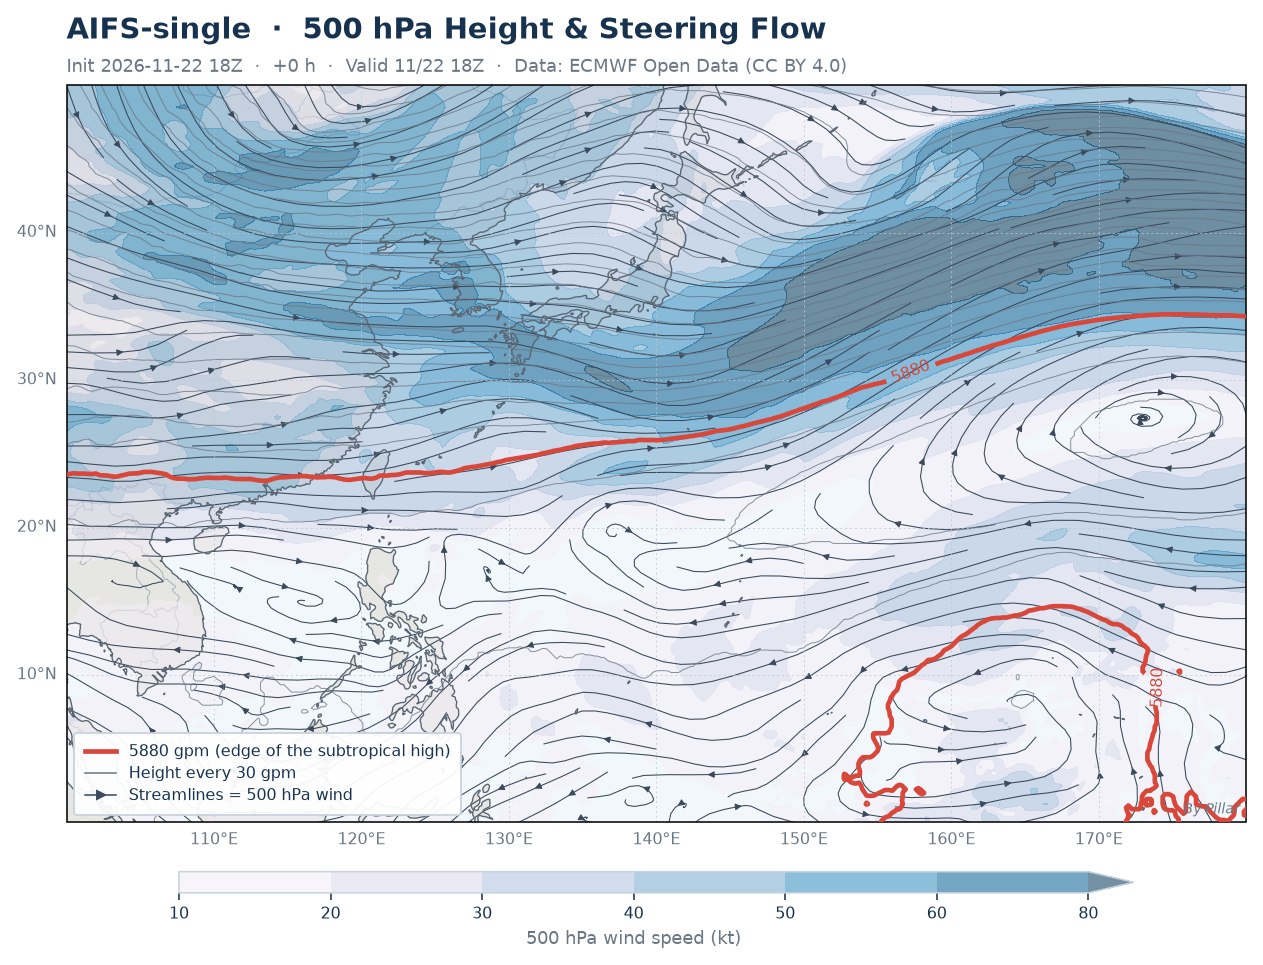 AIFS-single · 500 hPa Height & Steering Flow
Init 2026-11-22 18Z · +0 h · Valid 11/22 18Z · Data: ECMWF Open Data (CC BY 4.0)
40°N
30°N
20°N
10°N
5880
5880
5880 gpm (edge of the subtropical high)
Height every 30 gpm
Streamlines = 500 hPa wind
110°E 120°E 130°E 140°E 150°E 160°E 170°E
10 20 30 40 50 60 80
500 hPa wind speed (kt)